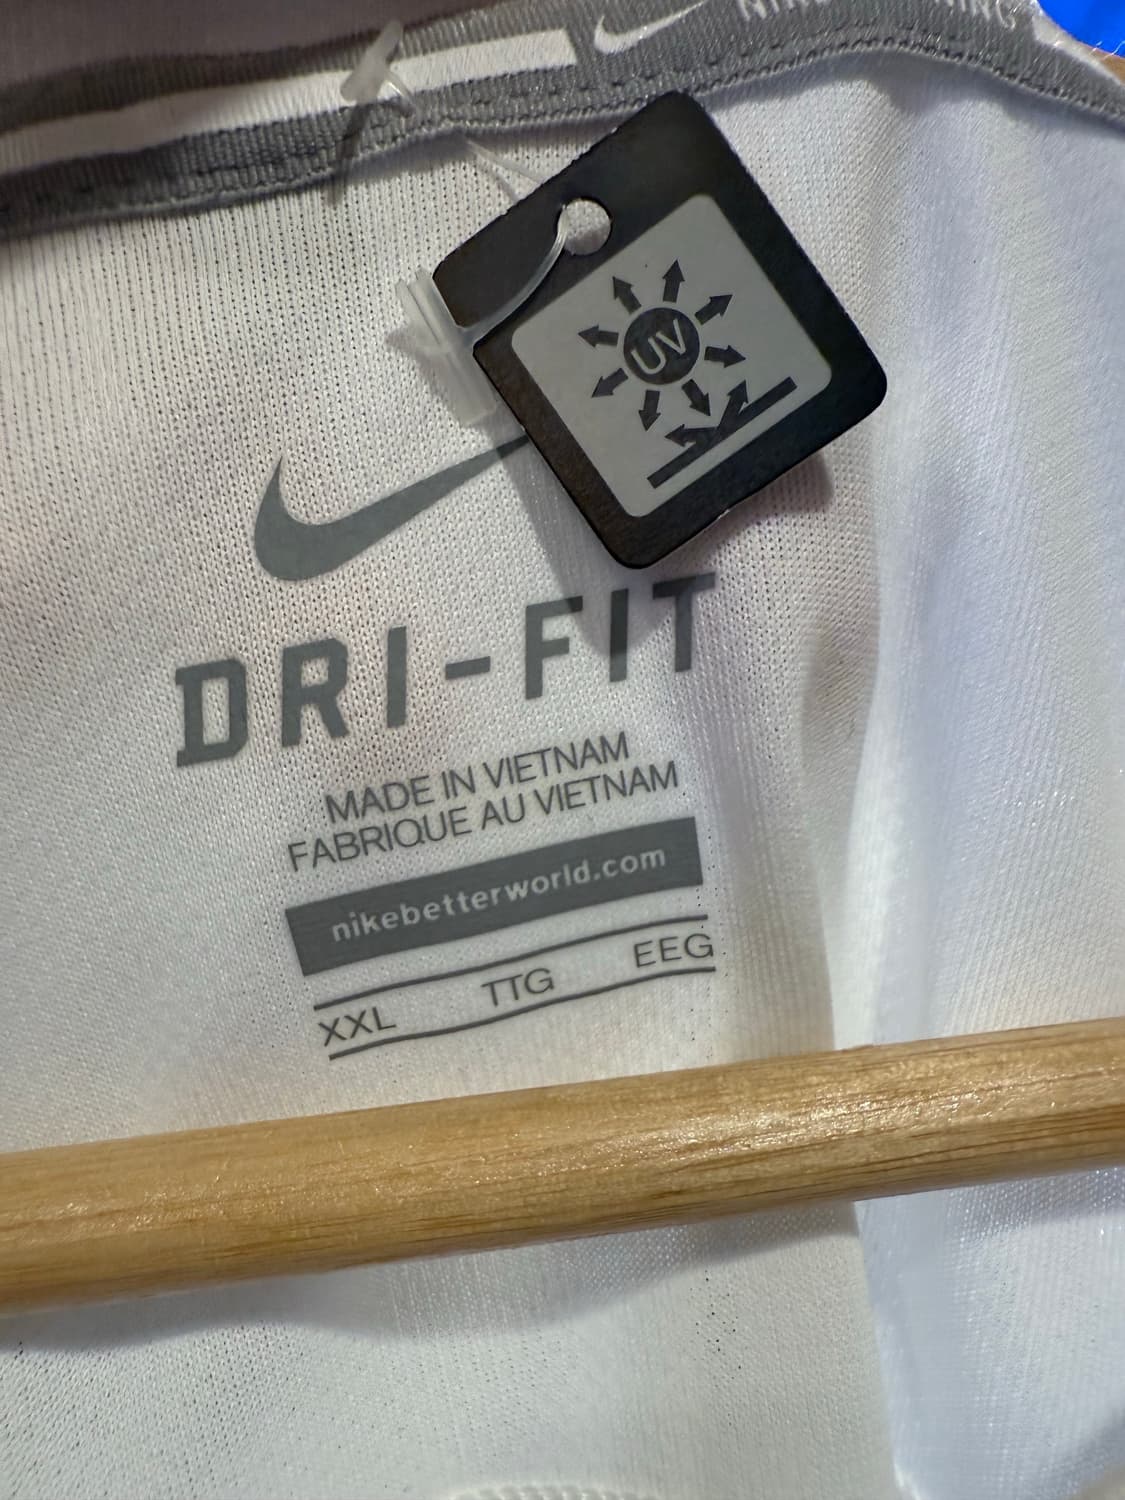 UV
DRI-FIT
MADE IN VIETNAM
FABRIQUE AU VIETNAM
nikebetterworld.com
XXL TTG EEG